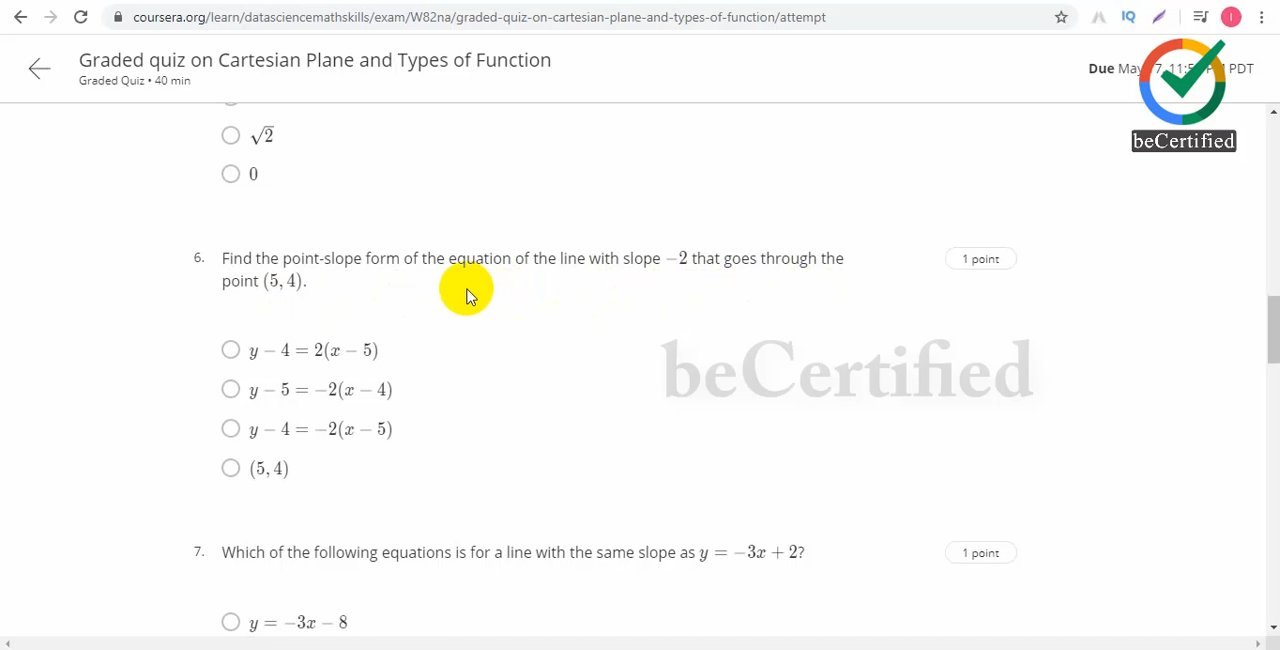 coursera.org/learn/datasciencemathskills/exam/W82na/graded-quiz-on-cartesian-plane-and-types-of-function/attempt
IQ
I
Graded quiz on Cartesian Plane and Types of Function
Graded Quiz • 40 min
Due May
PDT
beCertified
√2
0
6. Find the point-slope form of the equation of the line with slope −2 that goes through the 1 point
point (5, 4).
y − 4 = 2(x − 5)
y − 5 = −2(x − 4)
y − 4 = −2(x − 5)
(5, 4)
beCertified
7. Which of the following equations is for a line with the same slope as y = −3x + 2? 1 point
y = −3x − 8